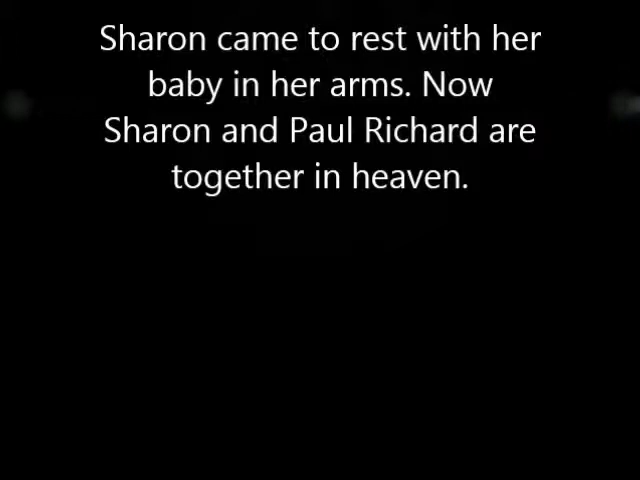 Sharon came to rest with her
baby in her arms. Now
Sharon and Paul Richard are
together in heaven.